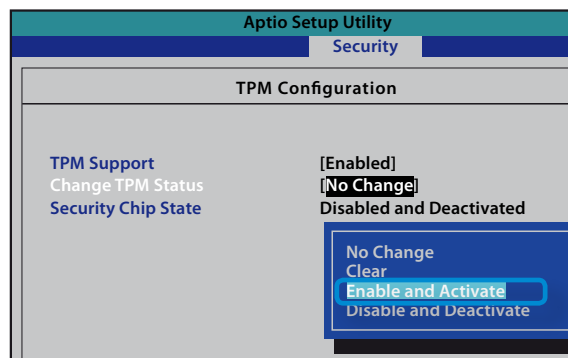 Aptio Setup Utility
Security
TPM Configuration
TPM Support [Enabled]
Change TPM Status [No Change]
Security Chip State Disabled and Deactivated
No Change
Clear
Enable and Activate
Disable and Deactivate